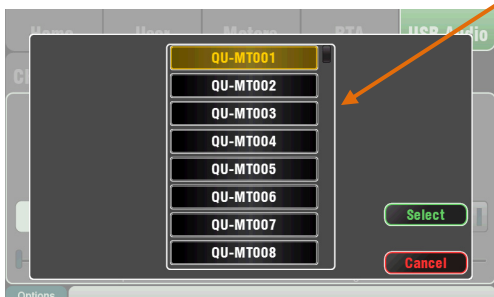 Home User Meters RTA USB Audio
QU-MT001
QU-MT002
QU-MT003
QU-MT004
QU-MT005
QU-MT006
QU-MT007
QU-MT008
Select
Cancel
Options